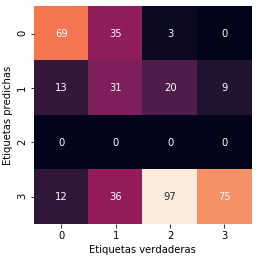 Etiquetas predichas
0 69 35 3 0
1 13 31 20 9
2 0 0 0 0
3 12 36 97 75
0 1 2 3
Etiquetas verdaderas